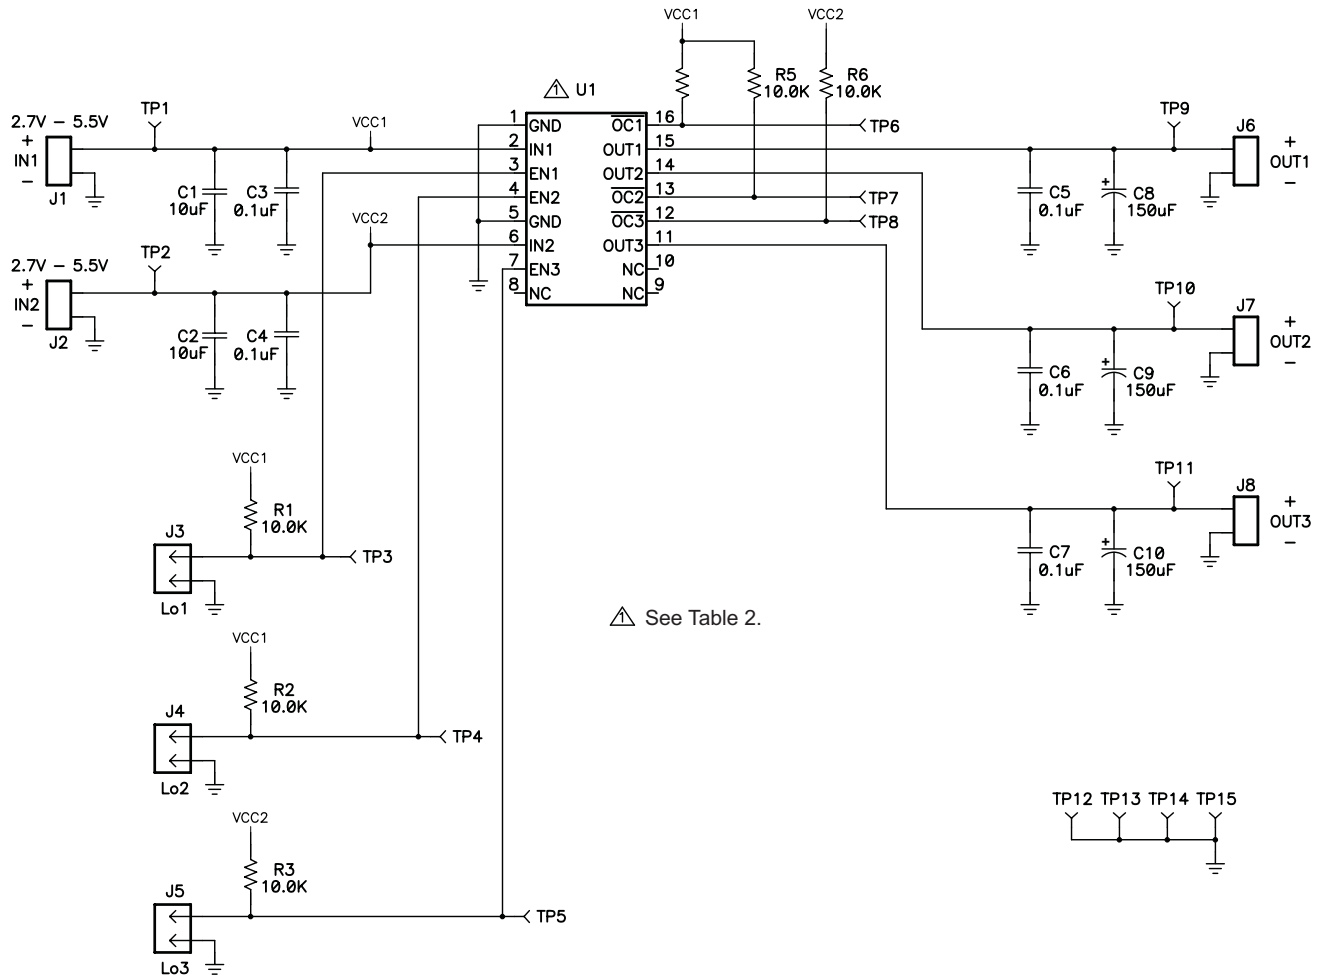 VCC1
VCC2
R5
10.0K
R6
10.0K
1 U1
TP1
VCC1
2.7V – 5.5V
+
IN1
–
J1
C1
10uF
C3
0.1uF
VCC2
TP2
2.7V – 5.5V
+
IN2
–
J2
C2
10uF
C4
0.1uF
1 GND
2 IN1
3 EN1
4 EN2
5 GND
6 IN2
7 EN3
8 NC
OC1 16
OUT1 15
OUT2 14
OC2 13
OC3 12
OUT3 11
NC 10
NC 9
TP6
TP7
TP8
TP9
J6
+
OUT1
–
C5
0.1uF
C8
+
150uF
TP10
J7
+
OUT2
–
C6
0.1uF
C9
+
150uF
TP11
J8
+
OUT3
–
C7
0.1uF
C10
+
150uF
VCC1
R1
10.0K
J3
TP3
Lo1
1 See Table 2.
VCC1
R2
10.0K
J4
TP4
Lo2
VCC2
R3
10.0K
J5
TP5
Lo3
TP12 TP13 TP14 TP15